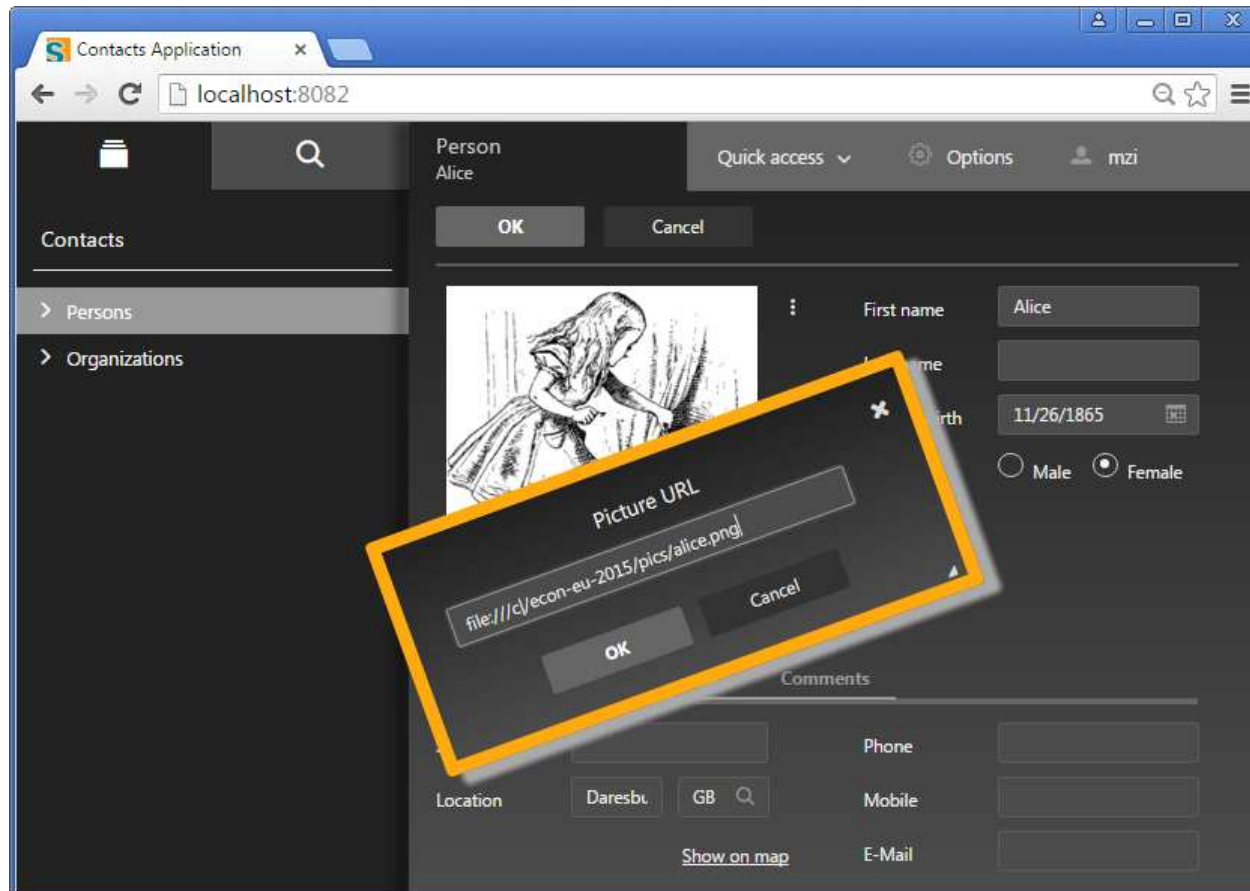 Contacts Application
localhost:8082
Person
Alice
Quick access
Options
mzi
OK
Cancel
Contacts
Persons
Organizations
First name
Alice
11/26/1865
Male
Female
Picture URL
file:///c|/econ-eu-2015/pics/alice.png
OK
Cancel
Comments
Phone
Location
Daresbu
GB
Mobile
Show on map
E-Mail